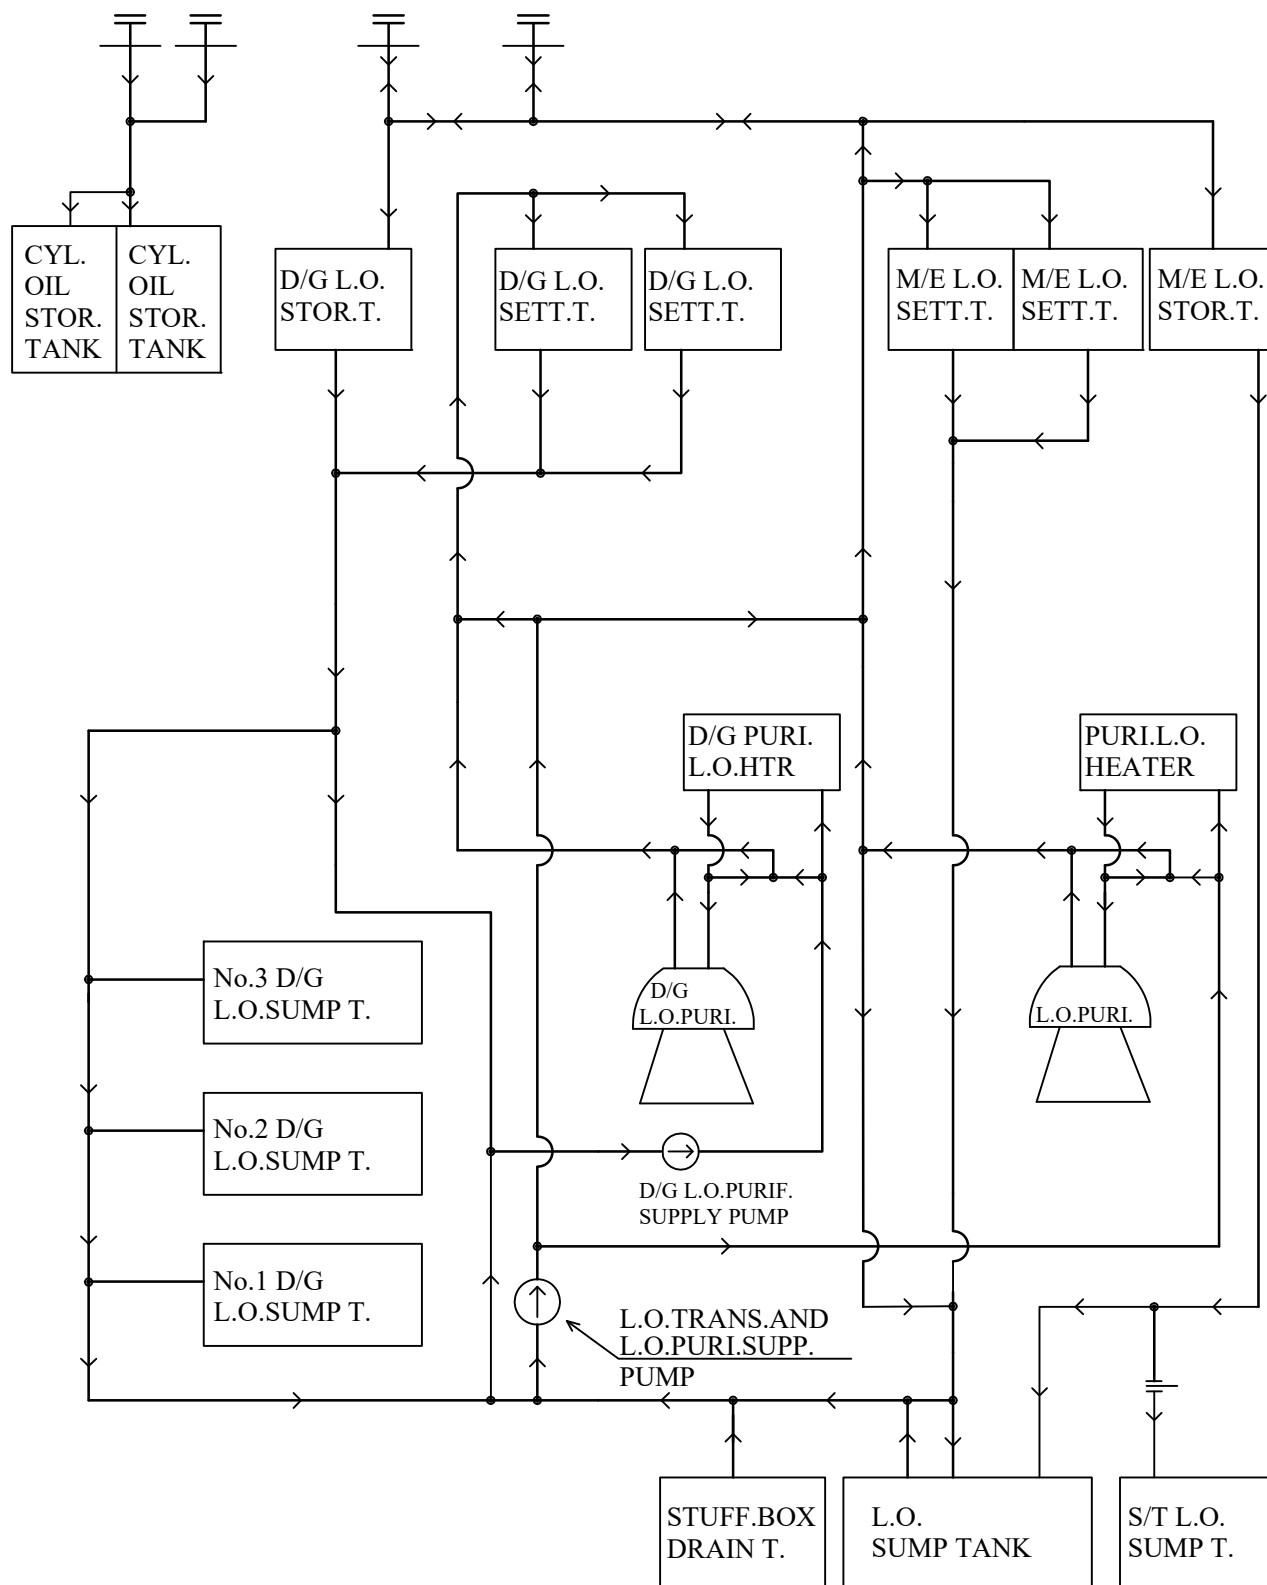 CYL.
OIL
STOR.
TANK
CYL.
OIL
STOR.
TANK
D/G L.O.
STOR.T.
D/G L.O.
SETT.T.
D/G L.O.
SETT.T.
M/E L.O.
SETT.T.
M/E L.O.
SETT.T.
M/E L.O.
STOR.T.
D/G PURI.
L.O.HTR
PURI.L.O.
HEATER
No.3 D/G
L.O.SUMP T.
D/G
L.O.PURI.
L.O.PURI.
No.2 D/G
L.O.SUMP T.
D/G L.O.PURIF.
SUPPLY PUMP
No.1 D/G
L.O.SUMP T.
L.O.TRANS.AND
L.O.PURI.SUPP.
PUMP
STUFF.BOX
DRAIN T.
L.O.
SUMP TANK
S/T L.O.
SUMP T.